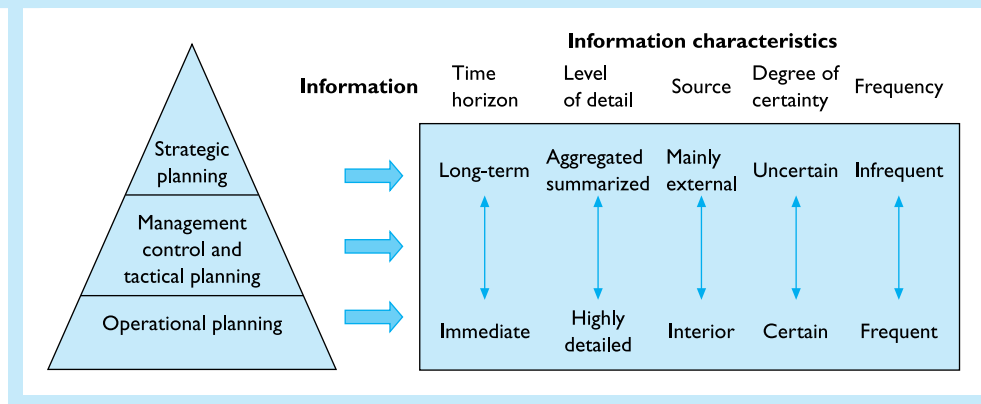 Information characteristics
Information
Time
horizon
Level
of detail
Source
Degree of
certainty
Frequency
Strategic
planning
Management
control and
tactical planning
Operational planning
Long-term
Aggregated
summarized
Mainly
external
Uncertain
Infrequent
Immediate
Highly
detailed
Interior
Certain
Frequent